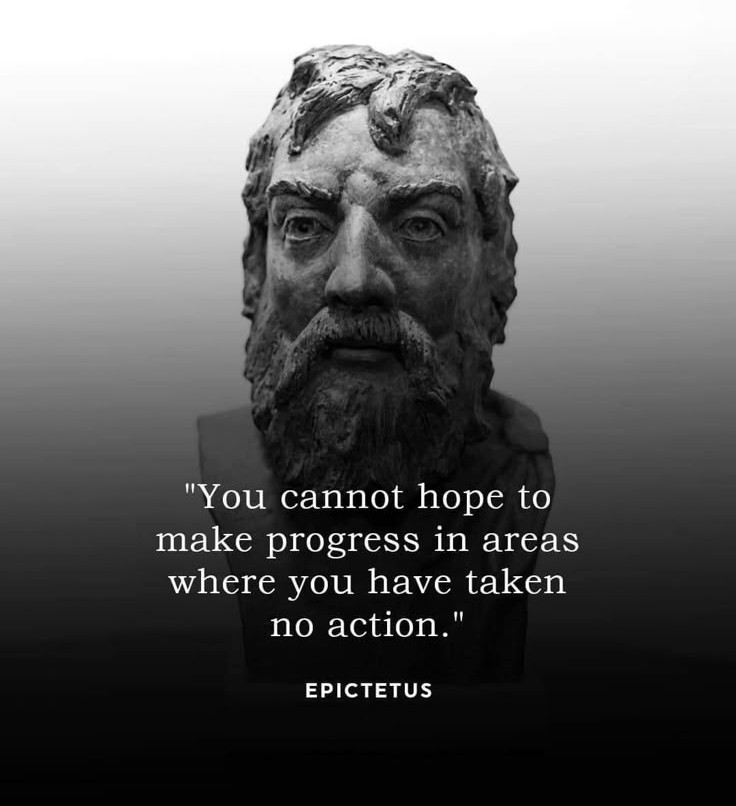 "You cannot hope to
make progress in areas
where you have taken
no action."
EPICTETUS